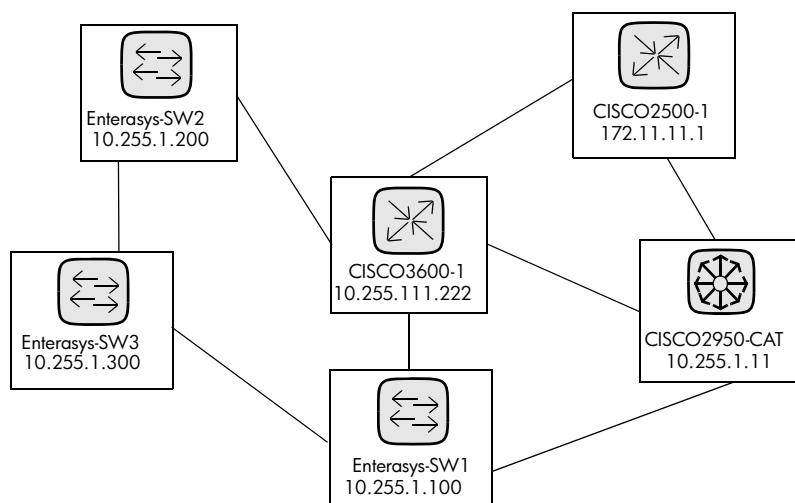 Enterasys-SW2
10.255.1.200
CISCO2500-1
172.11.11.1
CISCO3600-1
10.255.111.222
Enterasys-SW3
10.255.1.300
CISCO2950-CAT
10.255.1.11
Enterasys-SW1
10.255.1.100